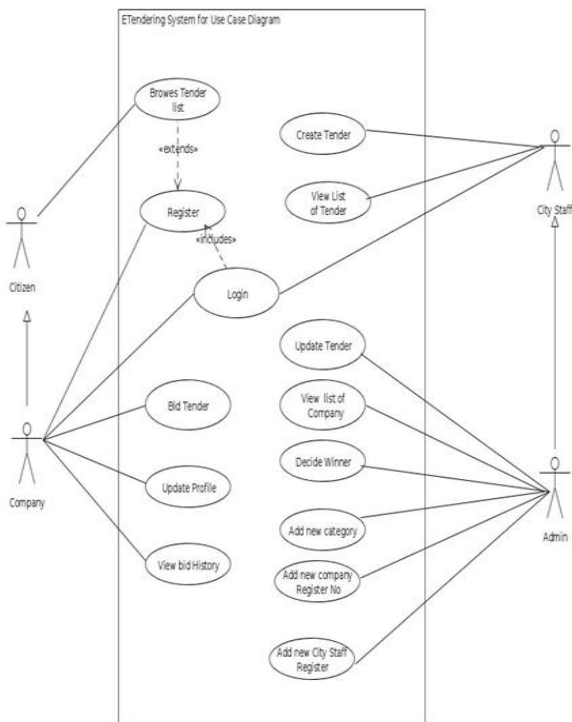 ETendering System for Use Case Diagram
Browes Tender
list
«extends»
Register
«includes»
Login
Create Tender
View List
of Tender
City Staff
Citizen
Update Tender
View list of
Company
Decide Winner
Add new category
Add new company
Register No
Add new City Staff
Register
Admin
Bid Tender
Update Profile
View bid History
Company